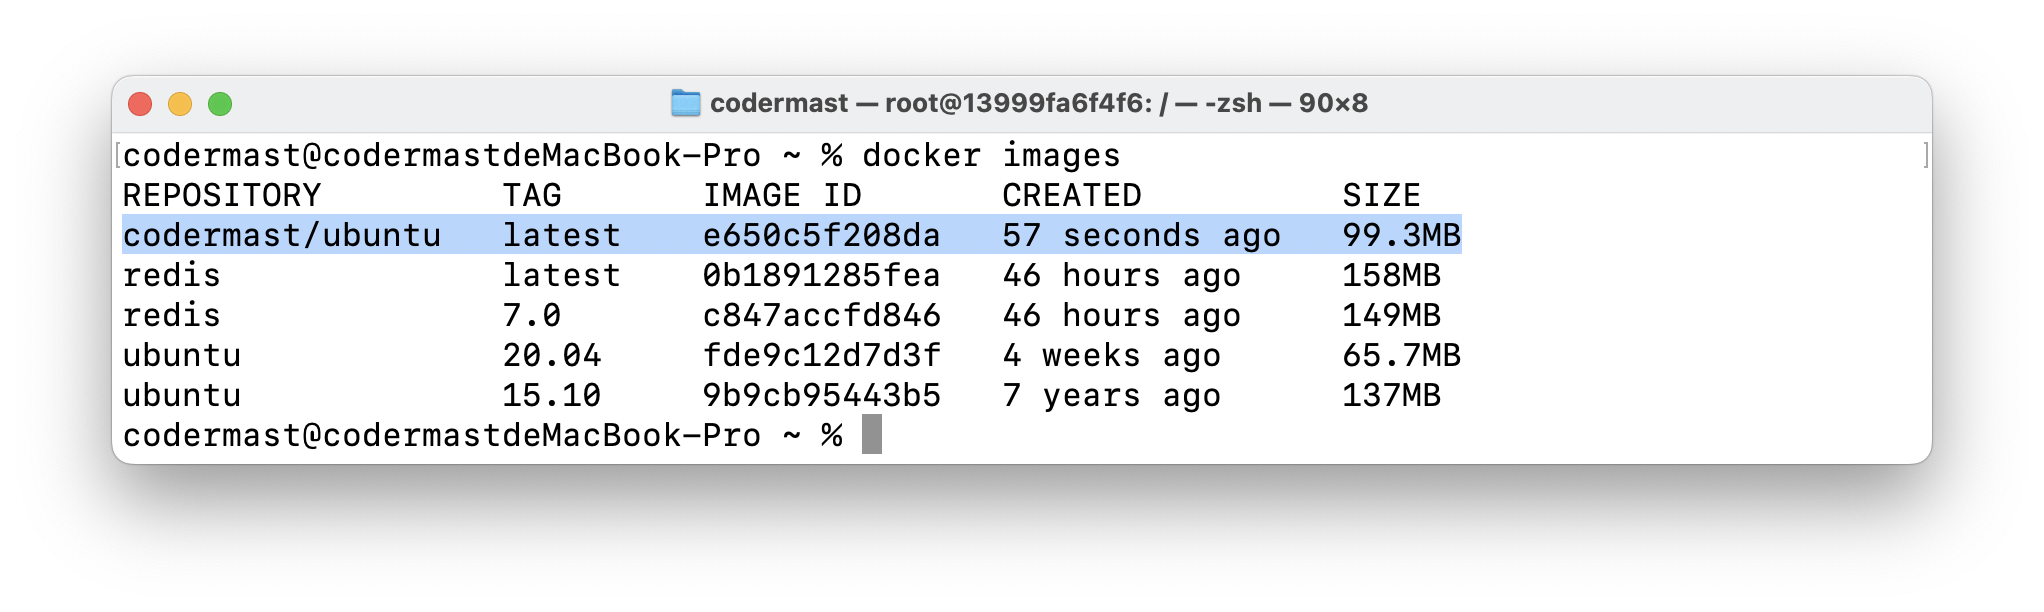 codermast — root@13999fa6f4f6: / — -zsh — 90×8
[codermast@codermastdeMacBook-Pro ~ % docker images ]
REPOSITORY         TAG       IMAGE ID       CREATED          SIZE
codermast/ubuntu   latest    e650c5f208da   57 seconds ago   99.3MB
redis              latest    0b1891285fea   46 hours ago     158MB
redis              7.0       c847accfd846   46 hours ago     149MB
ubuntu             20.04     fde9c12d7d3f   4 weeks ago      65.7MB
ubuntu             15.10     9b9cb95443b5   7 years ago      137MB
codermast@codermastdeMacBook-Pro ~ %